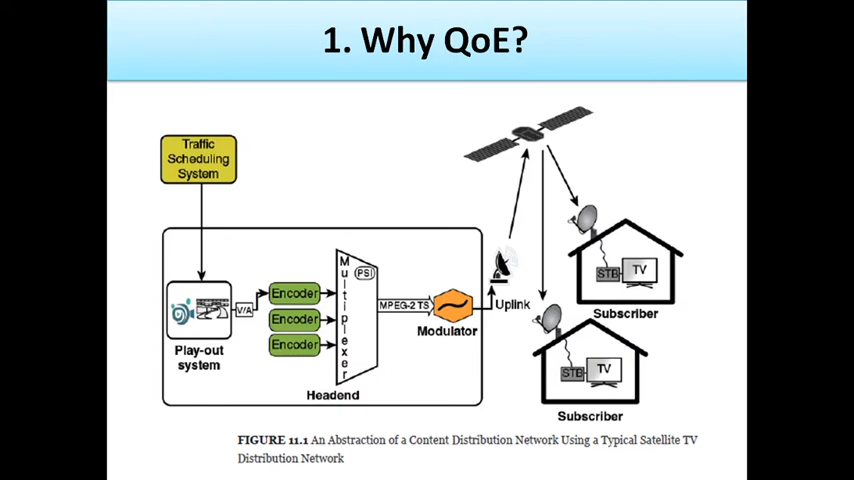 1. Why QoE?
Traffic
Scheduling
System
Play-out
system
V/A
Encoder
Encoder
Encoder
Multiplexer
PSI
Headend
MPEG-2 TS
Modulator
Uplink
STB
TV
Subscriber
STB
TV
Subscriber
FIGURE 11.1 An Abstraction of a Content Distribution Network Using a Typical Satellite TV
Distribution Network